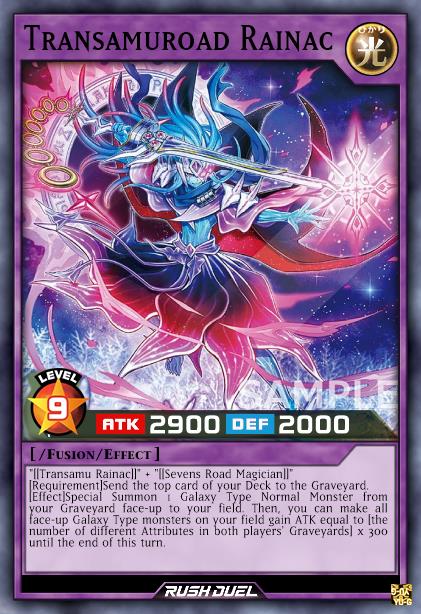 Transamuroad Rainac
ひかり
光
SAMPLE
LEVEL
9
ATK 2900 DEF 2000
[/Fusion/Effect]
"[[Transamu Rainac]]" + "[[Sevens Road Magician]]"
[Requirement]Send the top card of your Deck to the Graveyard.
[Effect]Special Summon 1 Galaxy Type Normal Monster from
your Graveyard face-up to your field. Then, you can make all
face-up Galaxy Type monsters on your field gain ATK equal to [the
number of different Attributes in both players' Graveyards] x 300
until the end of this turn.
RUSH DUEL